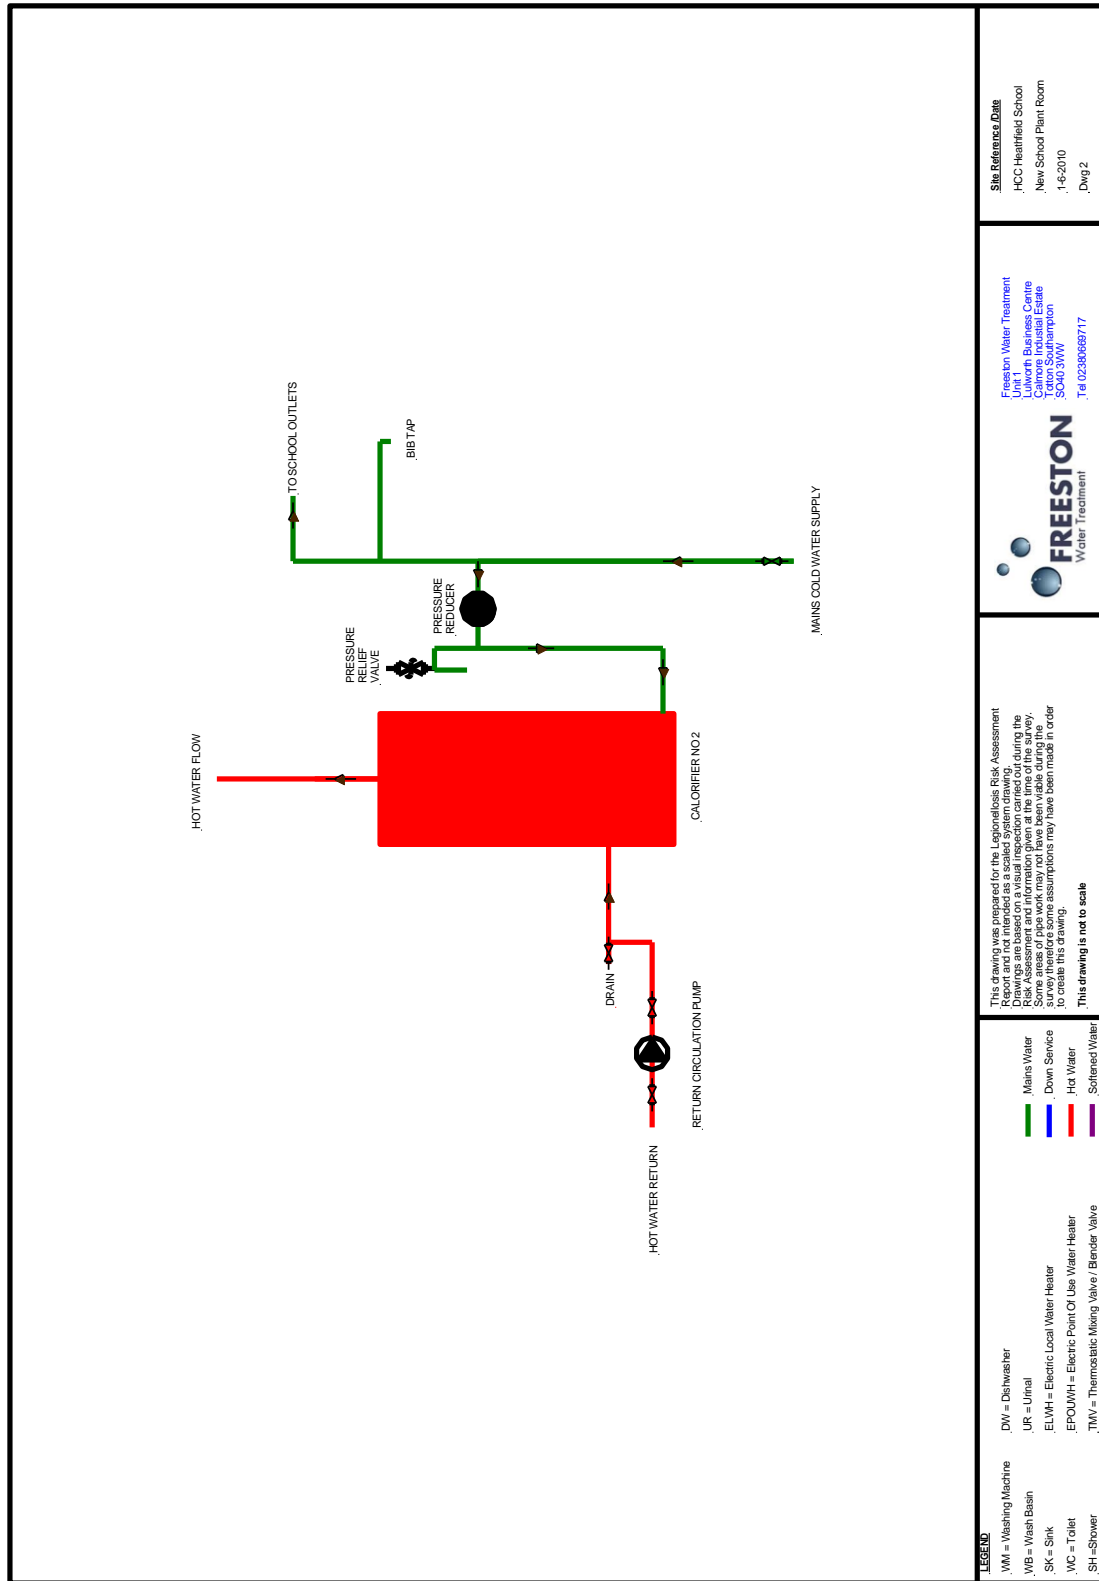 HOT WATER FLOW
TO SCHOOL OUTLETS
BIB TAP
PRESSURE
RELIEF
VALVE
PRESSURE
REDUCER
DRAIN
HOT WATER RETURN
RETURN CIRCULATION PUMP
CALORIFIER NO 2
MAINS COLD WATER SUPPLY
LEGEND
WM = Washing Machine
WB = Wash Basin
SK = Sink
WC = Toilet
SH =Shower
DW = Dishwasher
UR = Urinal
ELWH = Electric Local Water Heater
EPOUWH = Electric Point Of Use Water Heater
TMV = Thermostatic Mixing Valve / Blender Valve
Mains Water
Down Service
Hot Water
Softened Water
This drawing was prepared for the Legionellosis Risk Assessment
Report and not intended as a scaled system drawing.
Drawings are based on a visual inspection carried out during the
Risk Assessment and information given at the time of the survey.
Some areas of pipe work may not have been viable during the
survey therefore some assumptions may have been made in order
to create this drawing.
This drawing is not to scale
FREESTON
Water Treatment
Freeston Water Treatment
Unit 1
Lulworth Business Centre
Calmore Industial Estate
Totton Southampton
SO40 3WW
Tel 02380669717
Site Reference /Date
HCC Heathfield School
New School Plant Room
1-6-2010
Dwg 2